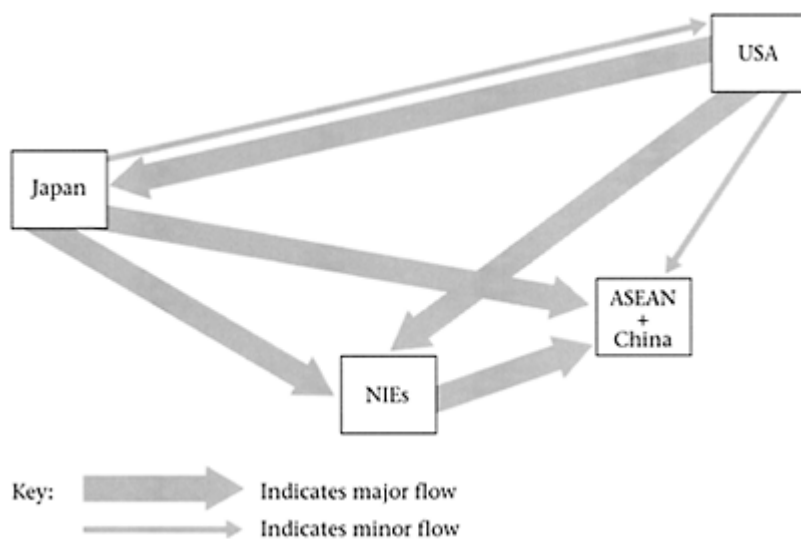 USA
Japan
ASEAN
+
China
NIEs
Key:
Indicates major flow
Indicates minor flow